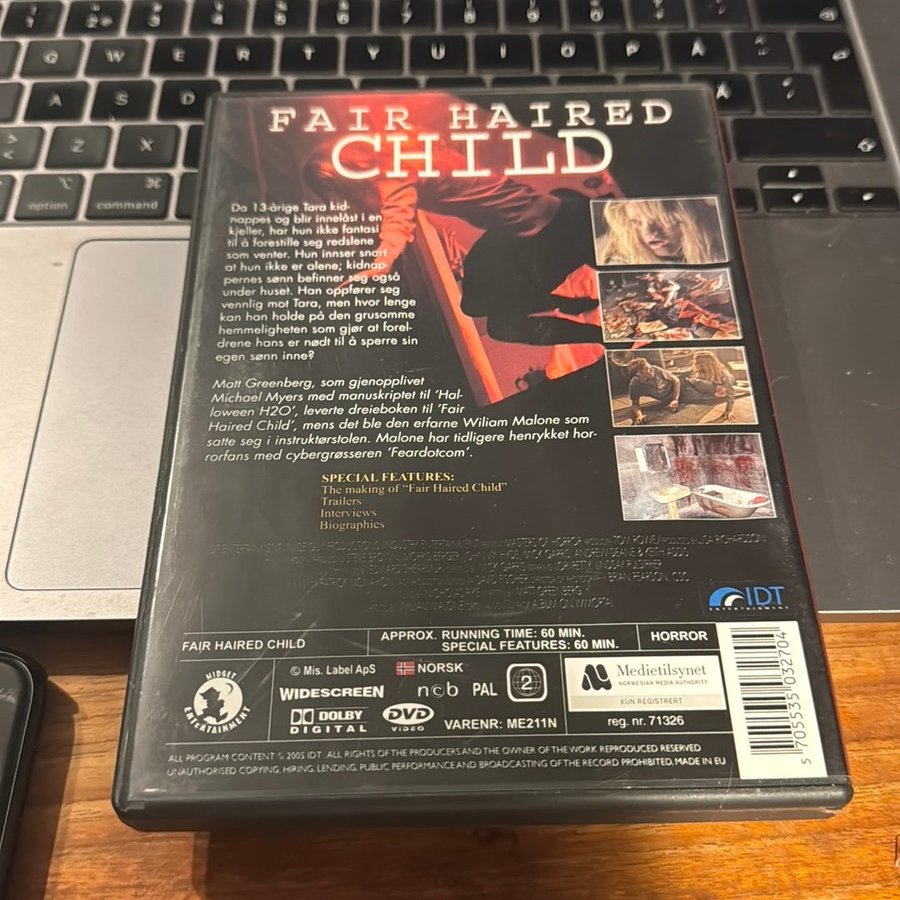 Q W E R T Y U I O P Å
A S D Ä
Z X
option command ⌘
FAIR HAIRED
CHILD
Da 13-årige Tara kid-
nappes og blir innelåst i en
kjeller, har hun ikke fantasi
til å forestille seg redslene
som venter. Hun innser snart
at hun ikke er alene; kidnap-
pernes sønn befinner seg også
under huset. Han oppfører seg
vennlig mot Tara, men hvor lenge
kan han holde på den grusomme
hemmeligheten som gjør at forel-
drene hans er nødt til å sperre sin
egen sønn inne?
Matt Greenberg, som gjenopplivet
Michael Myers med manuskriptet til 'Hal-
loween H2O', leverte dreieboken til 'Fair
Haired Child', mens det ble den erfarne Wiliam Malone som
satte seg i instruktørstolen. Malone har tidligere henrykket hor-
rorfans med cybergrøsseren 'Feardotcom'.
SPECIAL FEATURES:
The making of "Fair Haired Child"
Trailers
Interviews
Biographies
IDT
ENTERTAINMENT
FAIR HAIRED CHILD
APPROX. RUNNING TIME: 60 MIN.
SPECIAL FEATURES: 60 MIN.
HORROR
MIDGET
ENTERTAINMENT
© Mis. Label ApS
NORSK
WIDESCREEN
ncb PAL 2
DOLBY
DIGITAL
DVD
VIDEO
VARENR: ME211N
Medietilsynet
NORWEGIAN MEDIA AUTHORITY
KUN REGISTRERT
reg. nr. 71326
5 705535 032704
ALL PROGRAM CONTENT © 2005 IDT. ALL RIGHTS OF THE PRODUCERS AND THE OWNER OF THE WORK REPRODUCED RESERVED
UNAUTHORISED COPYING, HIRING, LENDING, PUBLIC PERFORMANCE AND BROADCASTING OF THE RECORD PROHIBITED. MADE IN EU